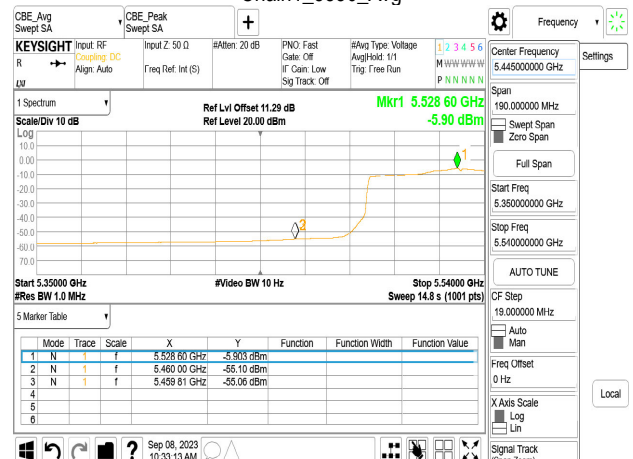 CBE_Avg
Swept SA
CBE_Peak
Swept SA
Frequency
KEYSIGHT
R
Input: RF
Coupling: DC
Align: Auto
Input Z: 50 Ω
Freq Ref: Int (S)
#Atten: 20 dB
PNO: Fast
Gate: Off
IF Gain: Low
Sig Track: Off
#Avg Type: Voltage
Avg|Hold: 1/1
Trig: Free Run
1 2 3 4 5 6
M W W W W W
P N N N N N
LXI
1 Spectrum
Scale/Div 10 dB
Ref Lvl Offset 11.29 dB
Ref Level 20.00 dBm
Mkr1 5.528 60 GHz
-5.90 dBm
Log
10.0
0.00
-10.0
-20.0
-30.0
-40.0
-50.0
-60.0
-70.0
1
2
Start 5.35000 GHz
#Video BW 10 Hz
Stop 5.54000 GHz
#Res BW 1.0 MHz
Sweep 14.8 s (1001 pts)
5 Marker Table
Mode Trace Scale X Y Function Function Width Function Value
1 N 1 f 5.528 60 GHz -5.903 dBm
2 N 1 f 5.460 00 GHz -55.10 dBm
3 N 1 f 5.459 81 GHz -55.06 dBm
4
5
6
Sep 08, 2023
10:33:13 AM
Center Frequency
5.445000000 GHz
Settings
Span
190.000000 MHz
Swept Span
Zero Span
Full Span
Start Freq
5.350000000 GHz
Stop Freq
5.540000000 GHz
AUTO TUNE
CF Step
19.000000 MHz
Auto
Man
Freq Offset
0 Hz
X Axis Scale
Log
Lin
Local
Signal Track